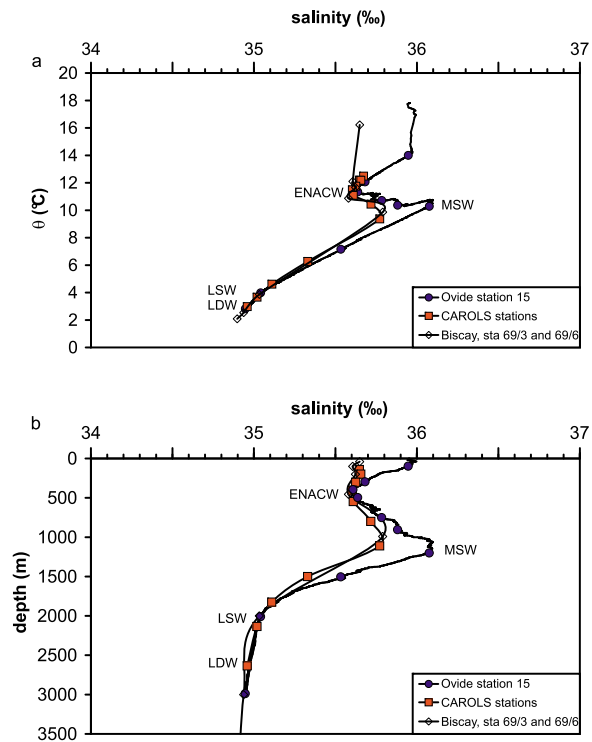 salinity (‰)
34 35 36 37
a
20
18
16
14
12
10
8
6
4
2
0
θ (°C)
ENACW
MSW
LSW
LDW
Ovide station 15
CAROLS stations
Biscay, sta 69/3 and 69/6
b
salinity (‰)
34 35 36 37
0
500
1000
1500
2000
2500
3000
3500
depth (m)
ENACW
MSW
LSW
LDW
Ovide station 15
CAROLS stations
Biscay, sta 69/3 and 69/6